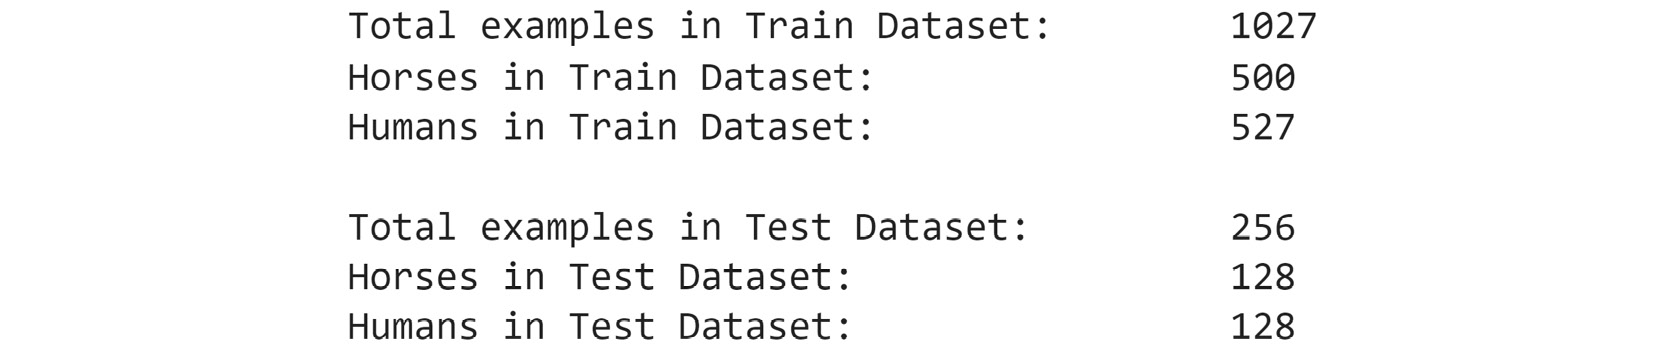 Total examples in Train Dataset: 1027
Horses in Train Dataset: 500
Humans in Train Dataset: 527
Total examples in Test Dataset: 256
Horses in Test Dataset: 128
Humans in Test Dataset: 128